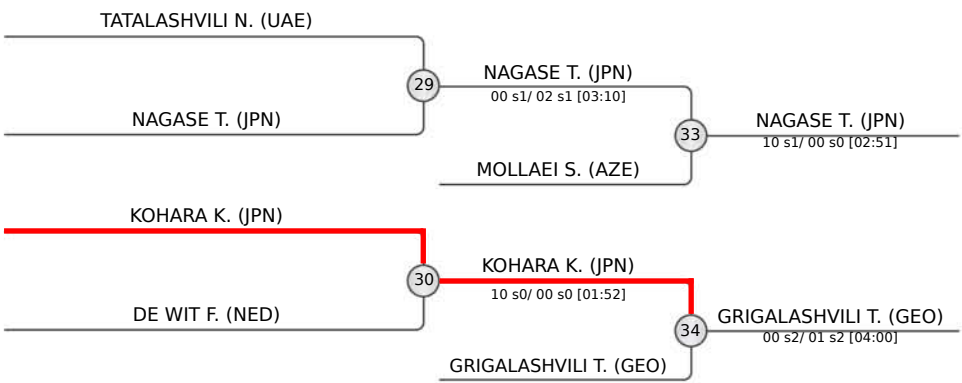 TATALASHVILI N. (UAE)
29
NAGASE T. (JPN)
NAGASE T. (JPN)
00 s1/ 02 s1 [03:10]
33
MOLLAEI S. (AZE)
NAGASE T. (JPN)
10 s1/ 00 s0 [02:51]
KOHARA K. (JPN)
30
DE WIT F. (NED)
KOHARA K. (JPN)
10 s0/ 00 s0 [01:52]
34
GRIGALASHVILI T. (GEO)
GRIGALASHVILI T. (GEO)
00 s2/ 01 s2 [04:00]